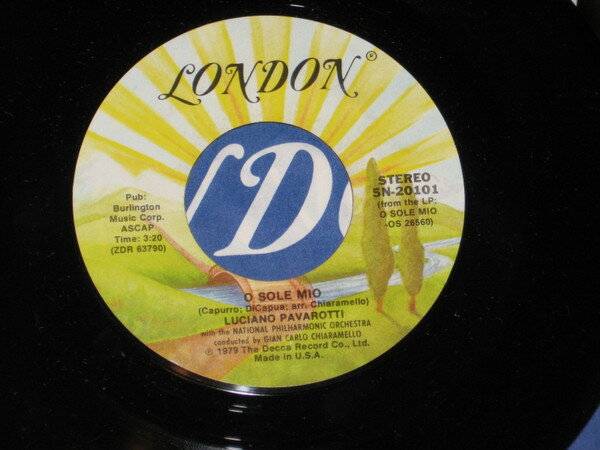 LONDON®
Pub:
Burlington
Music Corp.
ASCAP
Time: 3:20
(ZDR 63790)
D
STEREO
5N-20101
(from the LP:
O SOLE MIO
-OS 26560)
O SOLE MIO
(Capurro; DiCapua; arr. Chiaramello)
LUCIANO PAVAROTTI
with the NATIONAL PHILHARMONIC ORCHESTRA
conducted by GIAN CARLO CHIARAMELLO
℗ 1979 The Decca Record Co., Ltd.
Made in U.S.A.